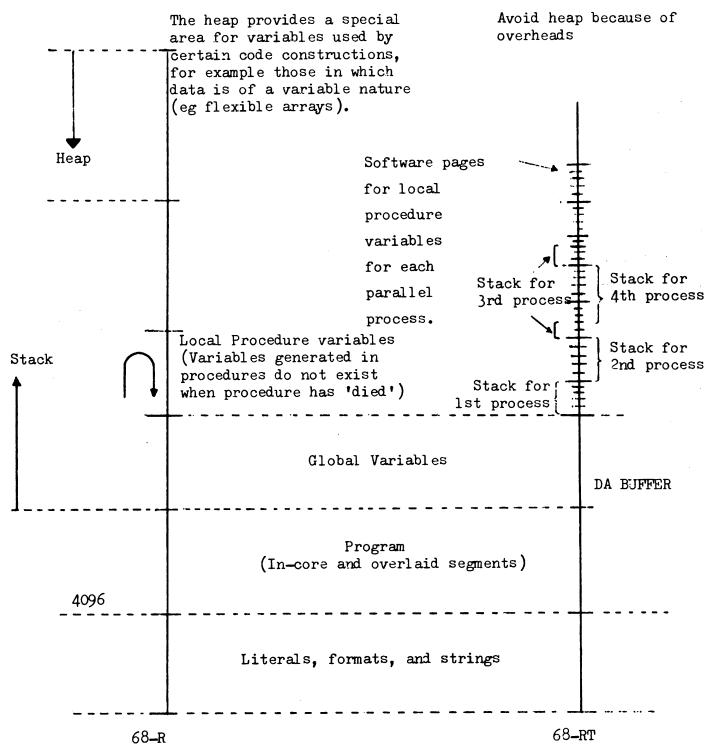 The heap provides a special
area for variables used by
certain code constructions,
for example those in which
data is of a variable nature
(eg flexible arrays).
Avoid heap because of
overheads
Heap
Software pages
for local
procedure
variables
for each
parallel
process.
Stack for
3rd process
Stack for
4th process
Stack for
2nd process
Stack for
1st process
Stack
Local Procedure variables
(Variables generated in
procedures do not exist
when procedure has 'died')
Global Variables
DA BUFFER
Program
(In-core and overlaid segments)
4096
Literals, formats, and strings
68-R
68-RT